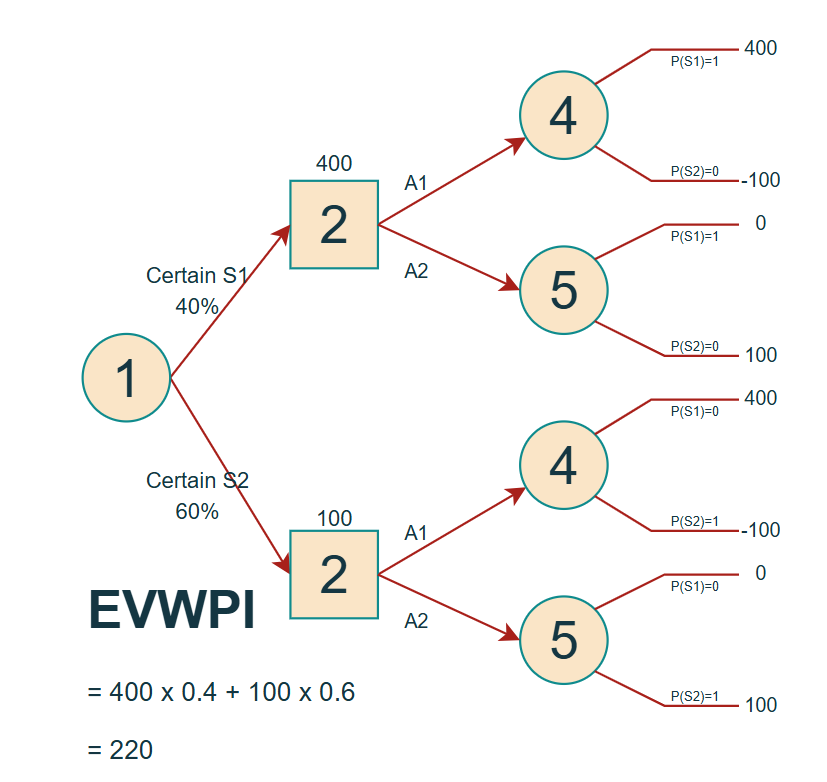 400
P(S1)=1
4
400
P(S2)=0
-100
A1
2
0
P(S1)=1
A2
Certain S1
5
40%
P(S2)=0
100
1
400
P(S1)=0
4
Certain S2
60%
100
P(S2)=1
-100
A1
2
0
P(S1)=0
EVWPI
A2
5
= 400 x 0.4 + 100 x 0.6
P(S2)=1
100
= 220